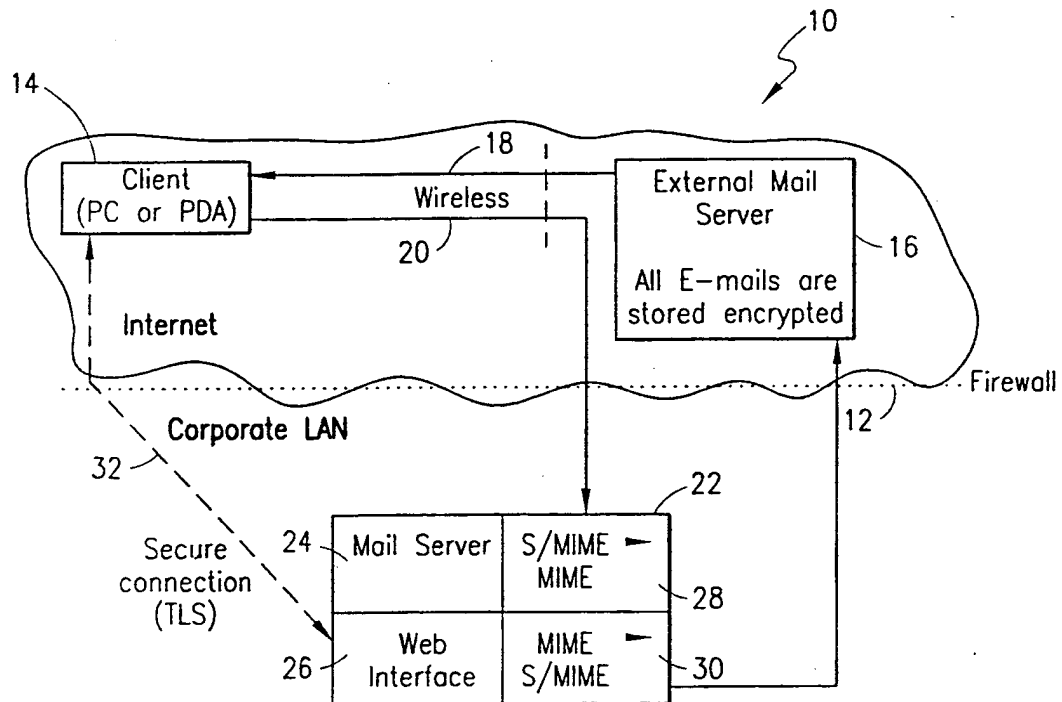 10
14
18
Client
(PC or PDA)
Wireless
20
External Mail
Server
All E-mails are
stored encrypted
16
Internet
Firewall
12
Corporate LAN
32
Secure
connection
(TLS)
22
24
Mail Server
S/MIME ►
MIME
28
26
Web
Interface
MIME ►
S/MIME
30